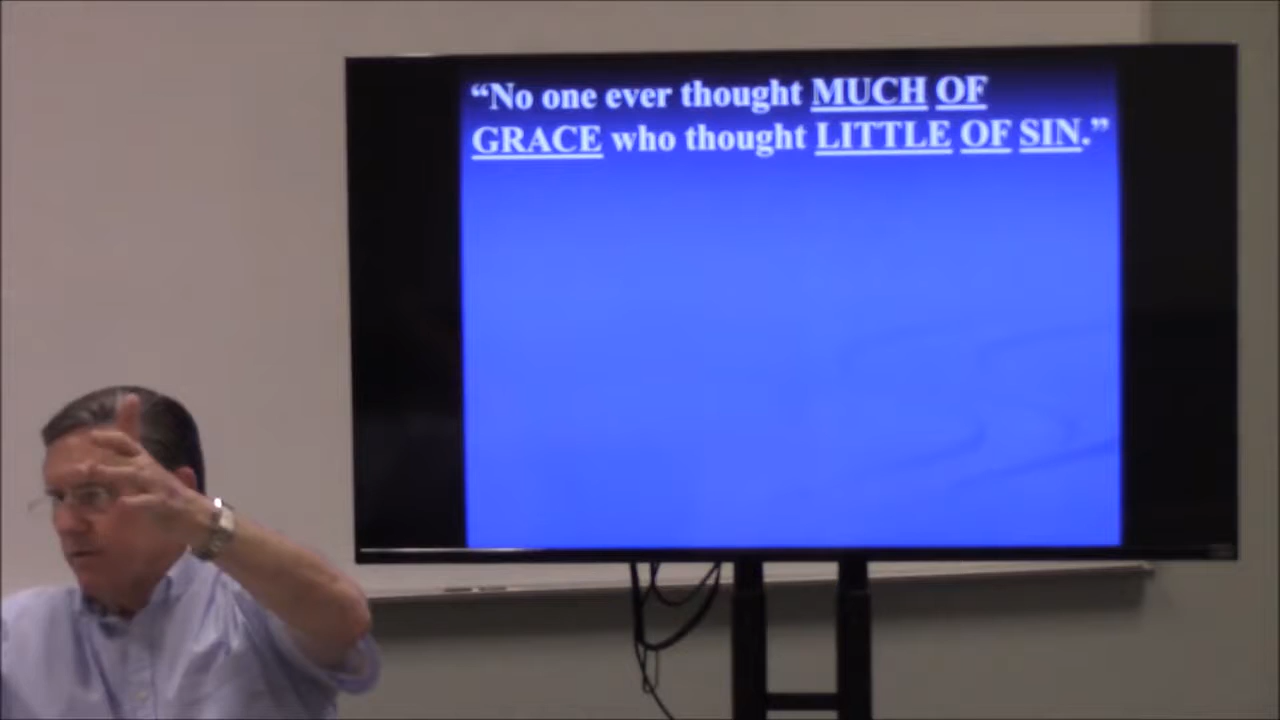 “No one ever thought MUCH OF
GRACE who thought LITTLE OF SIN.”